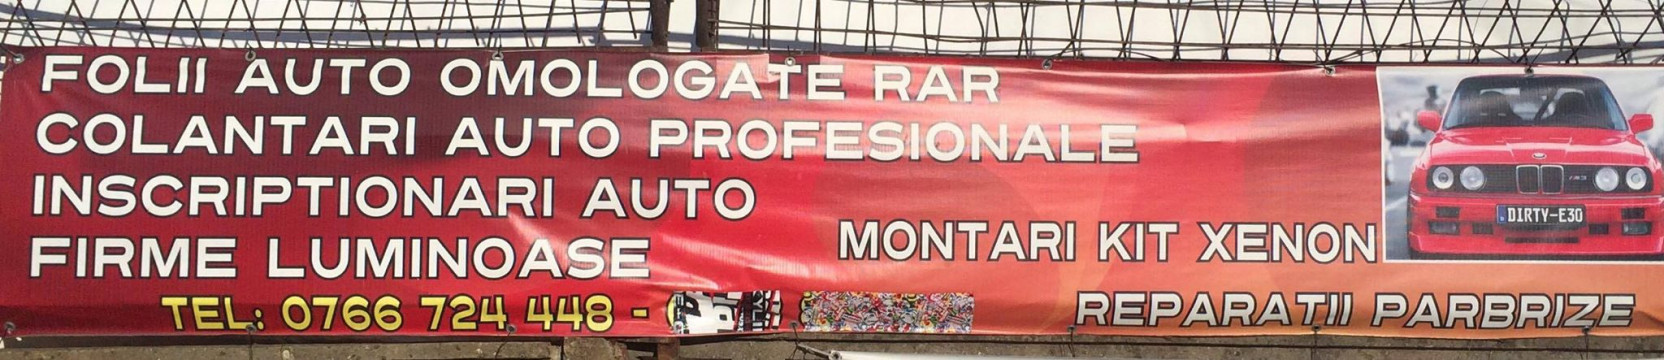 FOLII AUTO OMOLOGATE RAR
COLANTARI AUTO PROFESIONALE
INSCRIPTIONARI AUTO
FIRME LUMINOASE
MONTARI KIT XENON
TEL: 0766 724 448 -
REPARATII PARBRIZE
M3
DIRTY-E30